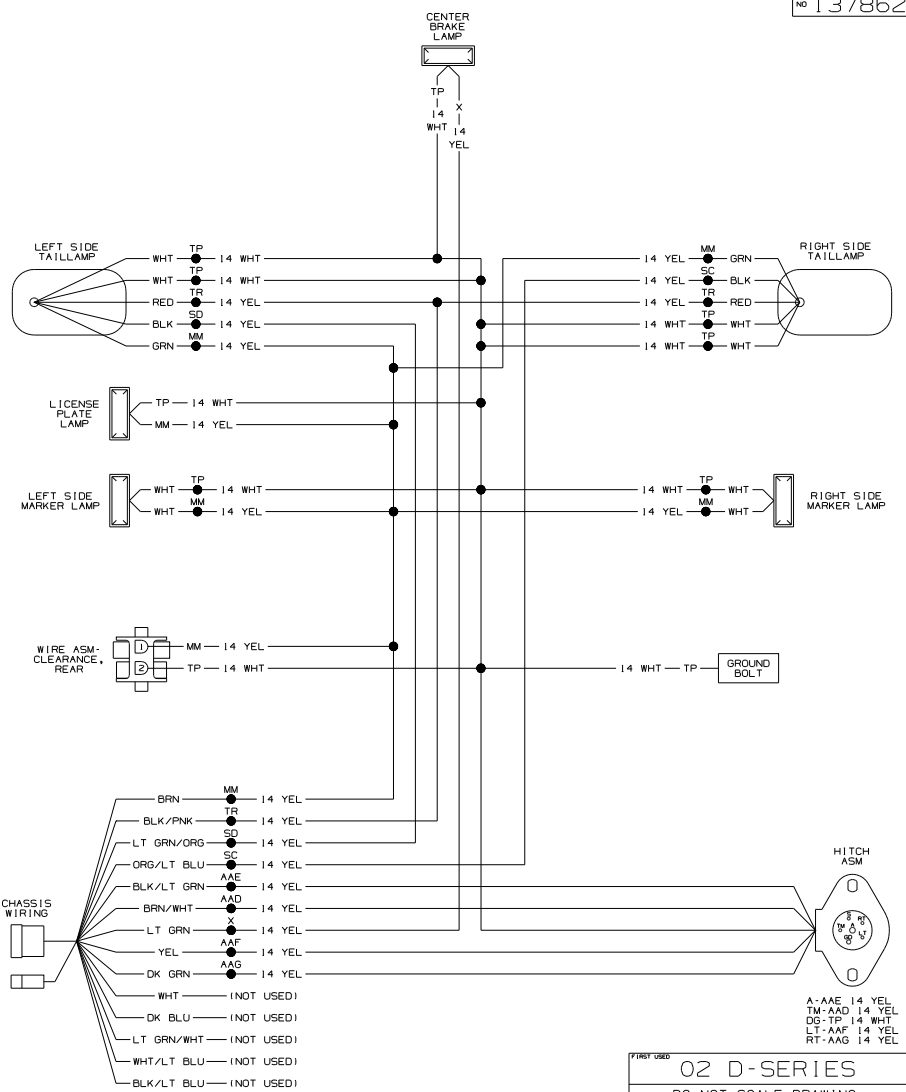 NO 137862
CENTER
BRAKE
LAMP
TP
14
WHT
X
14
YEL
LEFT SIDE
TAILLAMP
WHT TP 14 WHT
WHT TP 14 WHT
RED TR 14 YEL
BLK SD 14 YEL
GRN MM 14 YEL
RIGHT SIDE
TAILLAMP
14 YEL MM GRN
14 YEL SC BLK
14 YEL TR RED
14 WHT TP WHT
14 WHT TP WHT
LICENSE
PLATE
LAMP
TP 14 WHT
MM 14 YEL
LEFT SIDE
MARKER LAMP
WHT TP 14 WHT
WHT MM 14 YEL
14 WHT TP WHT
14 YEL MM WHT
RIGHT SIDE
MARKER LAMP
WIRE ASM-
CLEARANCE,
REAR
1 MM 14 YEL
2 TP 14 WHT
14 WHT TP
GROUND
BOLT
CHASSIS
WIRING
BRN MM 14 YEL
BLK/PNK TR 14 YEL
LT GRN/ORG SD 14 YEL
ORG/LT BLU SC 14 YEL
BLK/LT GRN AAE 14 YEL
BRN/WHT AAD 14 YEL
LT GRN X 14 YEL
YEL AAF 14 YEL
DK GRN AAG 14 YEL
WHT (NOT USED)
DK BLU (NOT USED)
LT GRN/WHT (NOT USED)
WHT/LT BLU (NOT USED)
BLK/LT BLU (NOT USED)
HITCH
ASM
S
RT
TM
A
LT
A-AAE 14 YEL
TM-AAD 14 YEL
DG-TP 14 WHT
LT-AAF 14 YEL
RT-AAG 14 YEL
FIRST USED
02 D-SERIES